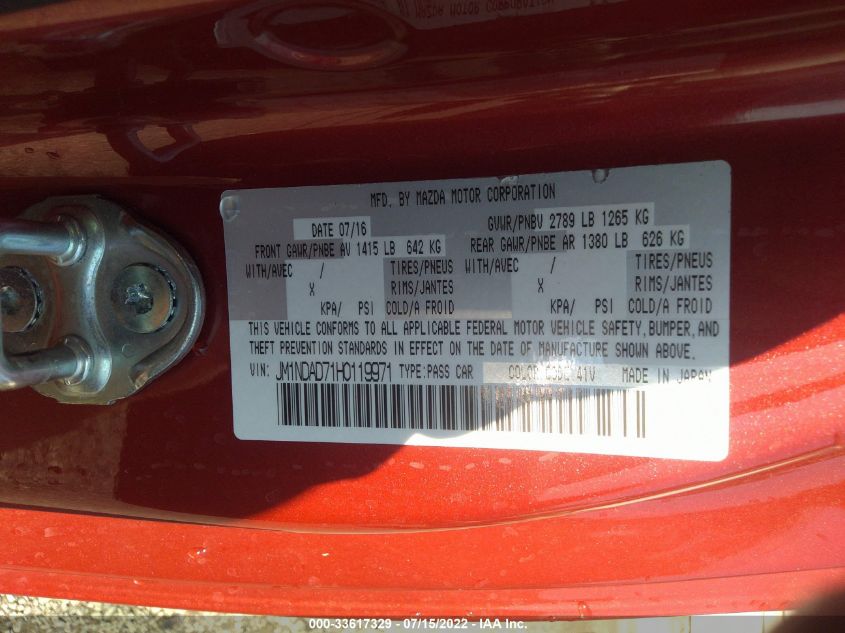 MFD. BY MAZDA MOTOR CORPORATION
DATE 07/16 GVWR/PNBV 2789 LB 1265 KG
FRONT GAWR/PNBE AV 1415 LB 642 KG REAR GAWR/PNBE AR 1380 LB 626 KG
WITH/AVEC / TIRES/PNEUS WITH/AVEC / TIRES/PNEUS
X RIMS/JANTES X RIMS/JANTES
KPA/ PSI COLD/A FROID KPA/ PSI COLD/A FROID
THIS VEHICLE CONFORMS TO ALL APPLICABLE FEDERAL MOTOR VEHICLE SAFETY, BUMPER, AND
THEFT PREVENTION STANDARDS IN EFFECT ON THE DATE OF MANUFACTURE SHOWN ABOVE.
VIN: JM1NDAD71H0119971 TYPE:PASS CAR COLOR CODE 41V MADE IN JAPAN
000-33617329 - 07/15/2022 - IAA Inc.